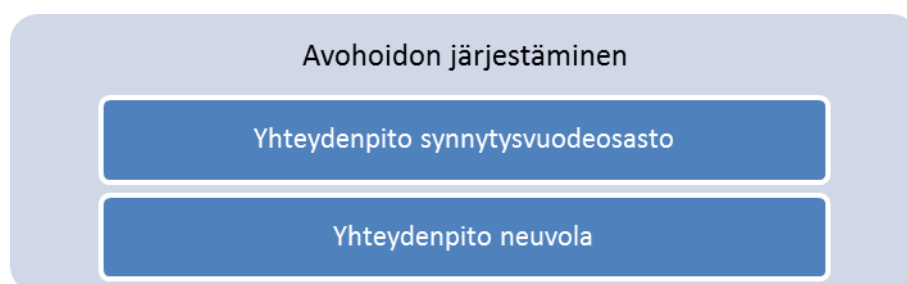 Avohoidon järjestäminen
Yhteydenpito synnytysvuodeosasto
Yhteydenpito neuvola